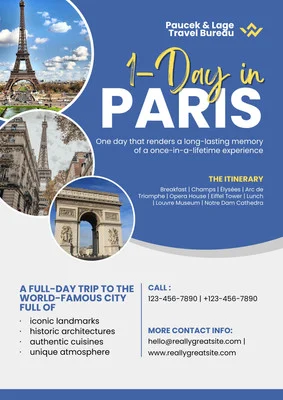 Paucek & Lage
Travel Bureau
1-Day in
PARIS
One day that renders a long-lasting memory
of a once-in-a-lifetime experience
THE ITINERARY
Breakfast | Champs | Elysées | Arc de
Triomphe | Opera House | Eiffel Tower | Lunch
| Louvre Museum | Notre Dam Cathedra
A FULL-DAY TRIP TO THE
WORLD-FAMOUS CITY
FULL OF
· iconic landmarks
· historic architectures
· authentic cuisines
· unique atmosphere
CALL :
123-456-7890 | +123-456-7890
MORE CONTACT INFO:
hello@reallygreatsite.com |
www.reallygreatsite.com